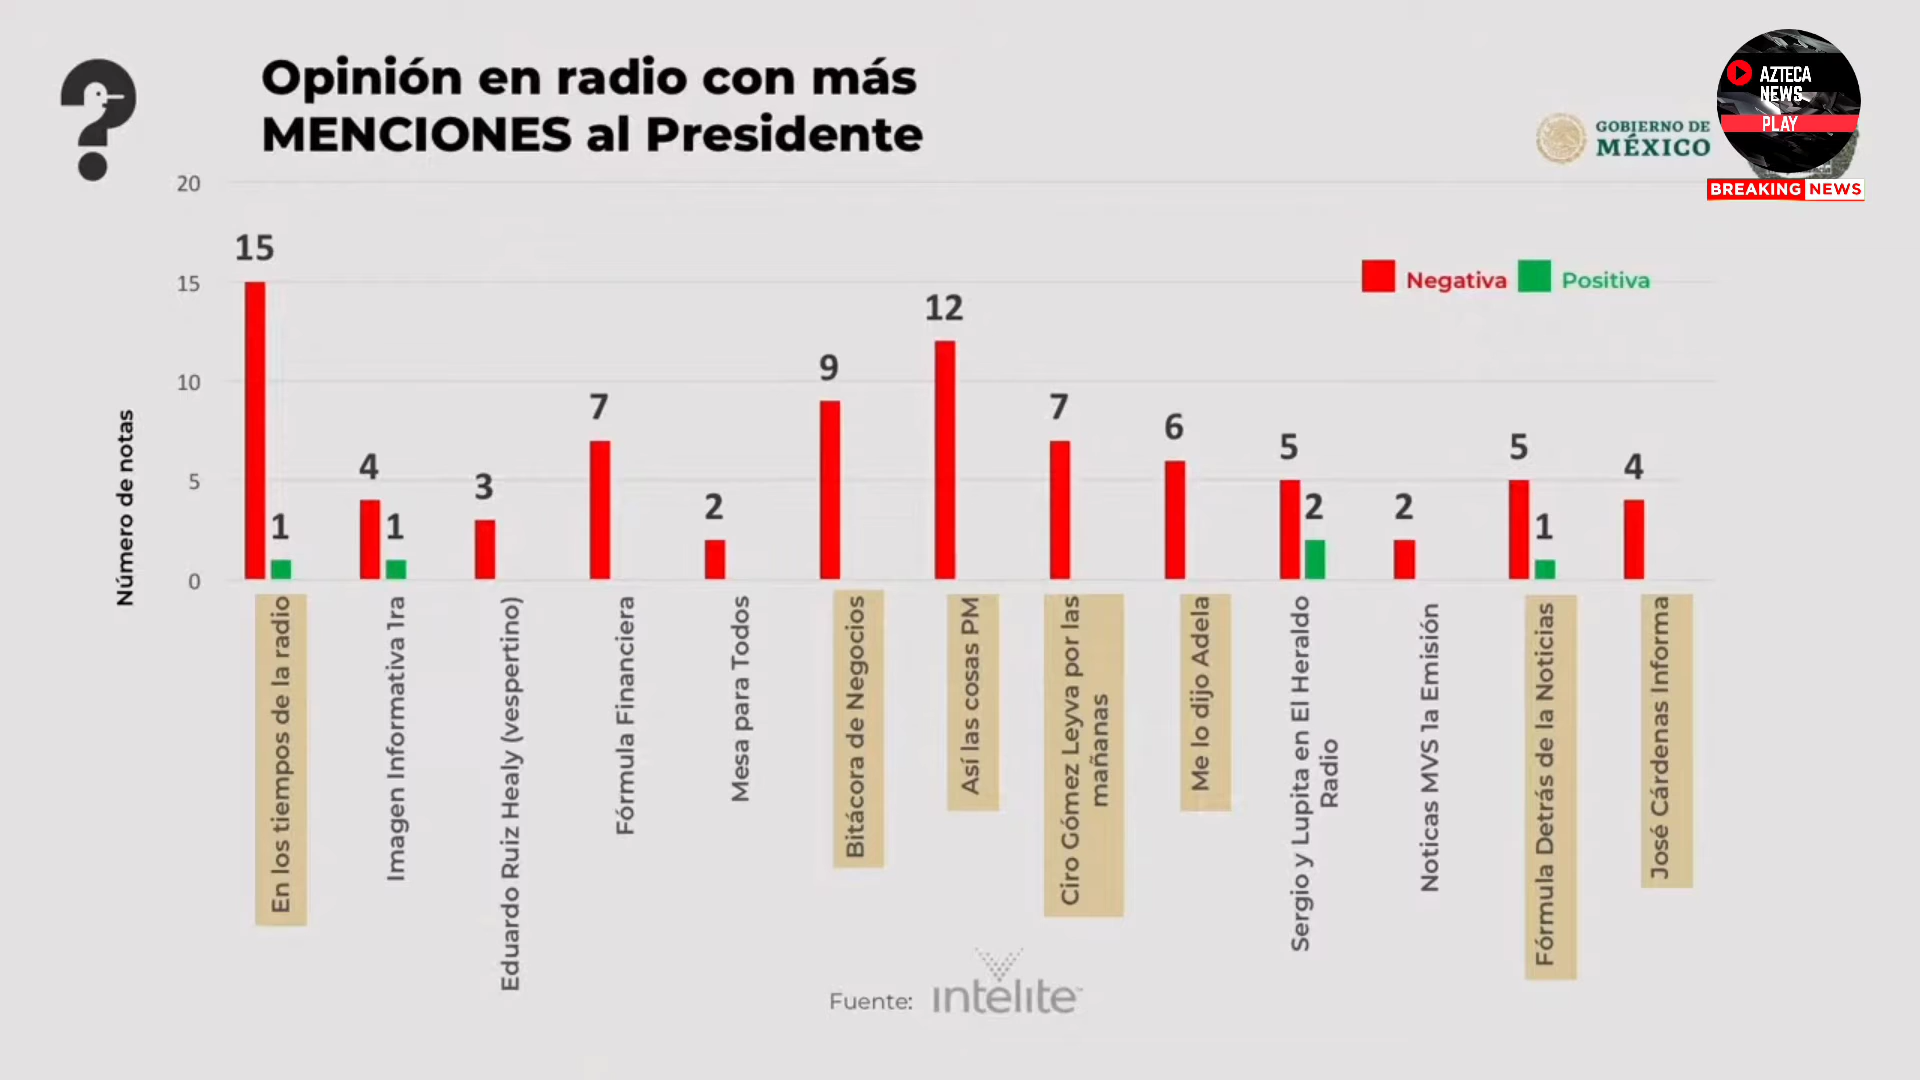 Opinión en radio con más
MENCIONES al Presidente
GOBIERNO DE
MÉXICO
AZTECA
NEWS
PLAY
BREAKING NEWS
Negativa
Positiva
Número de notas
20
15
10
5
0
15
1
4
1
3
7
2
9
12
7
6
5
2
2
5
1
4
En los tiempos de la radio
Imagen Informativa 1ra
Eduardo Ruiz Healy (vespertino)
Fórmula Financiera
Mesa para Todos
Bitácora de Negocios
Así las cosas PM
Ciro Gómez Leyva por las
mañanas
Me lo dijo Adela
Sergio y Lupita en El Heraldo
Radio
Noticas MVS 1a Emisión
Fórmula Detrás de la Noticias
José Cárdenas Informa
Fuente:
intelite